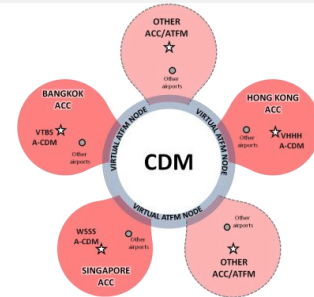 OTHER
ACC/ATFM
Other
airports
BANGKOK
ACC
VTBS
A-CDM
Other
airports
HONG KONG
ACC
Other
airports
VHHH
A-CDM
VIRTUAL ATFM NODE
VIRTUAL ATFM NODE
CDM
VIRTUAL ATFM NODE
WSSS
A-CDM
Other
airports
SINGAPORE
ACC
Other
airports
OTHER
ACC/ATFM